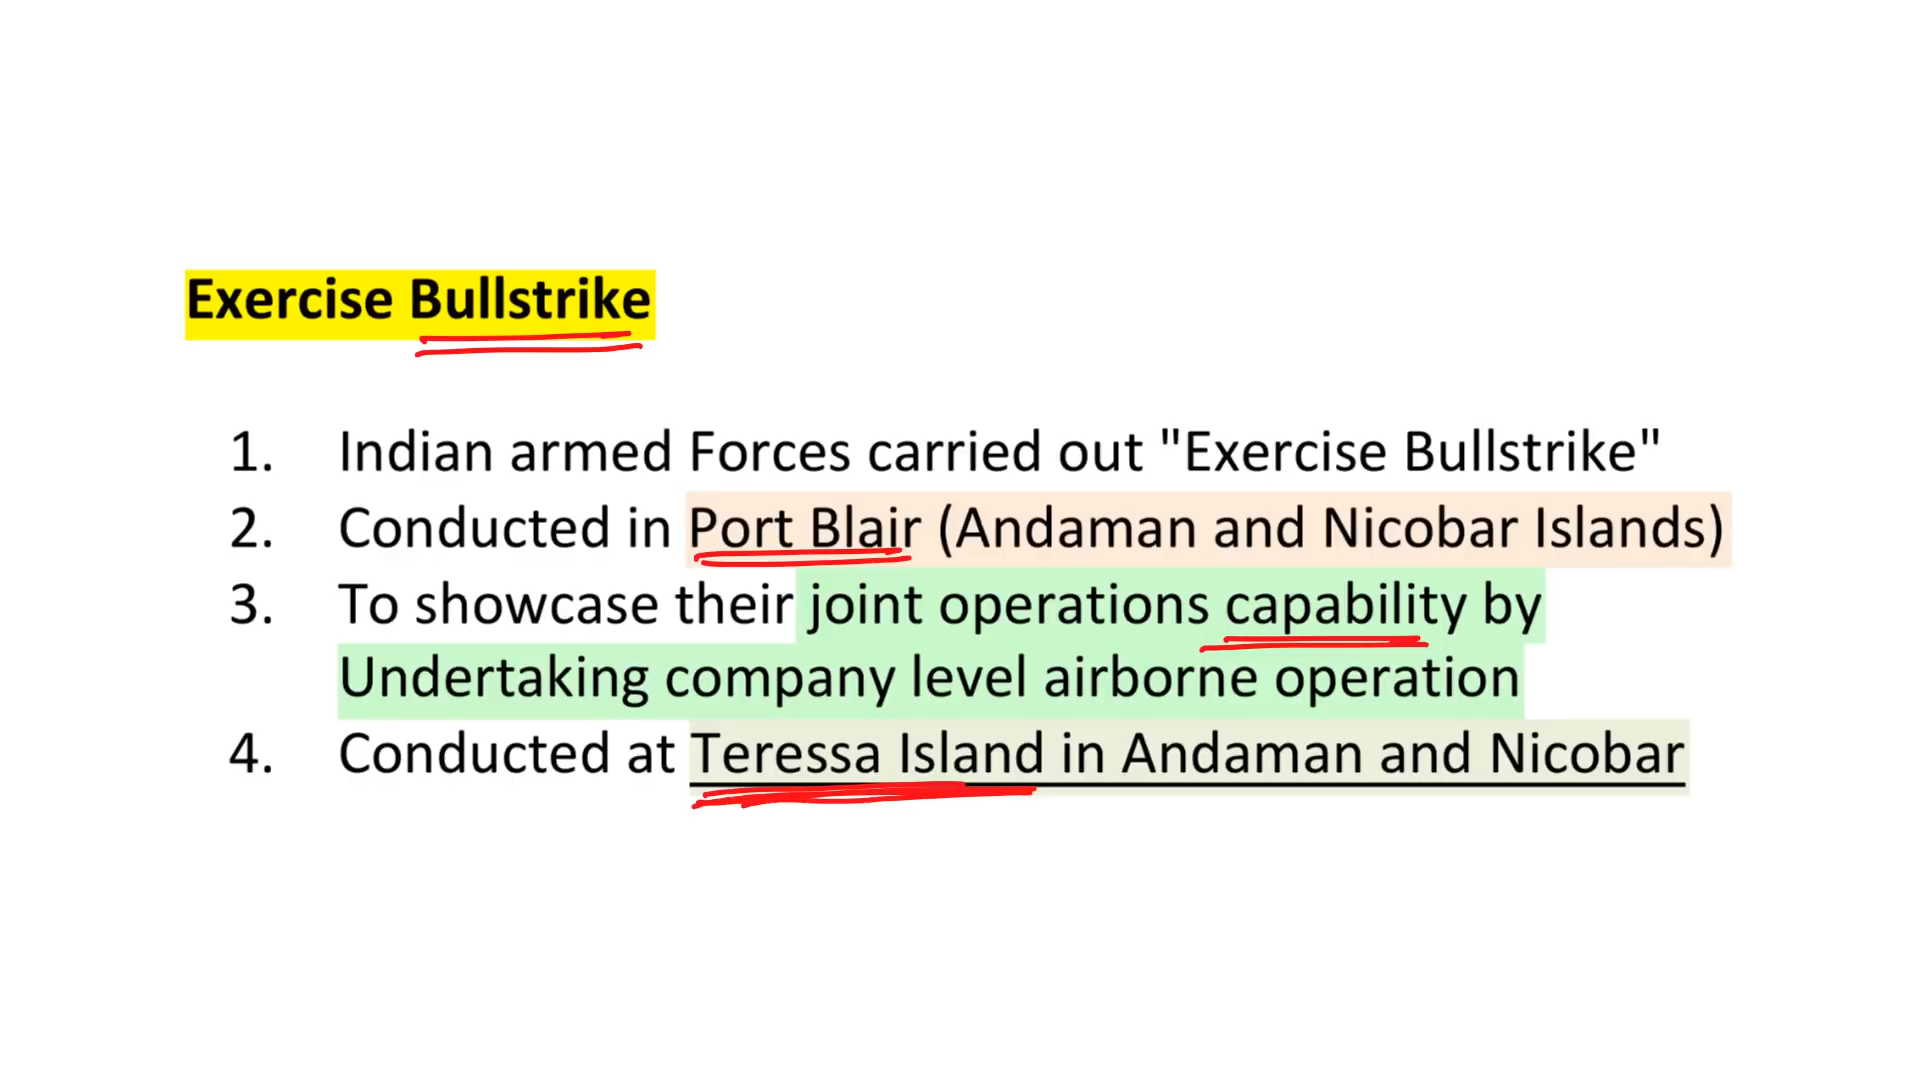 Exercise Bullstrike
1. Indian armed Forces carried out "Exercise Bullstrike"
2. Conducted in Port Blair (Andaman and Nicobar Islands)
3. To showcase their joint operations capability by
Undertaking company level airborne operation
4. Conducted at Teressa Island in Andaman and Nicobar